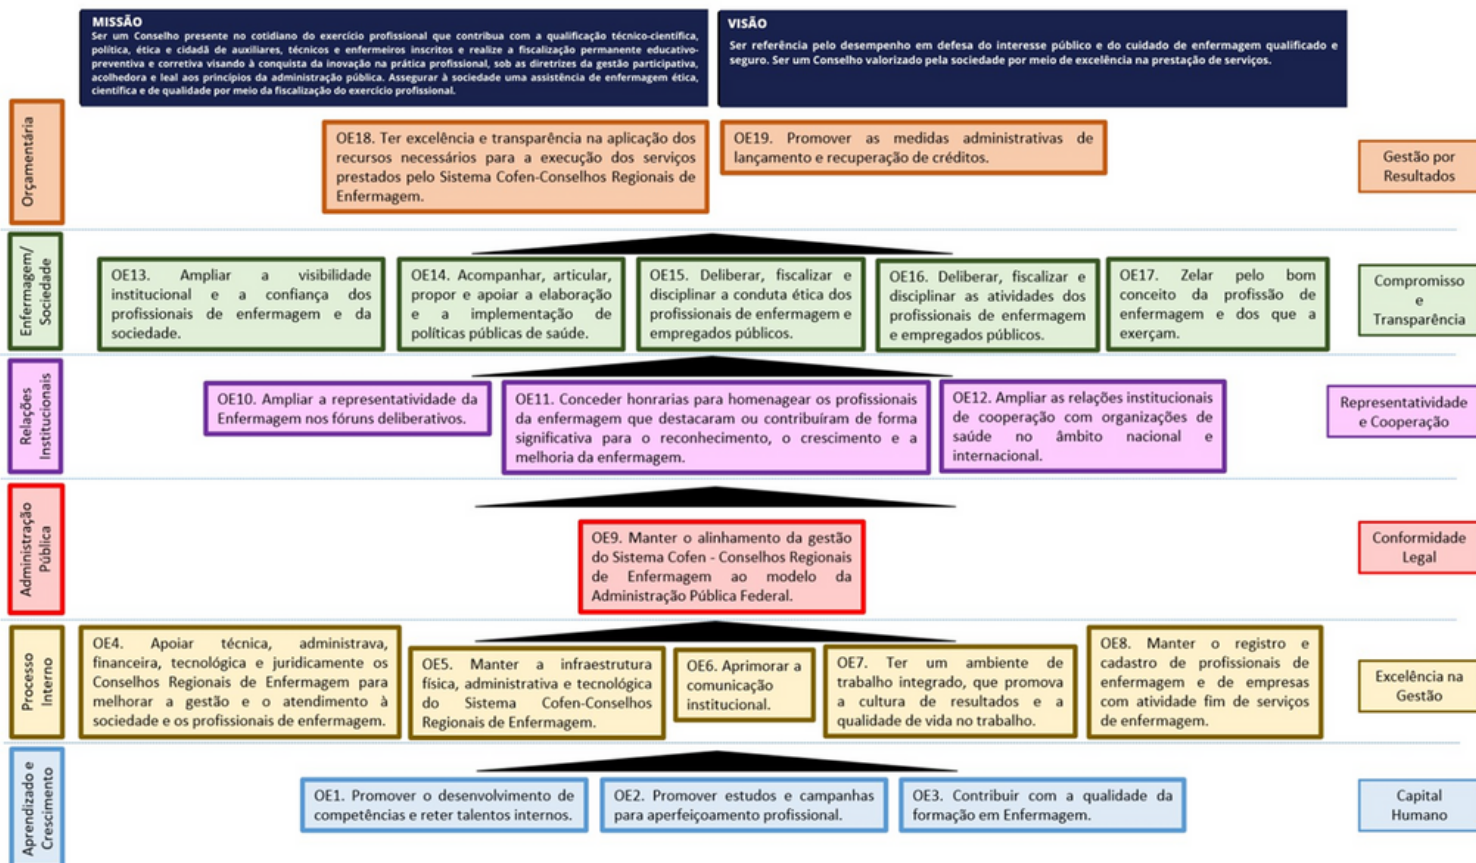 MISSÃO
Ser um Conselho presente no cotidiano do exercício profissional que contribua com a qualificação técnico-científica,
política, ética e cidadã de auxiliares, técnicos e enfermeiros inscritos e realize a fiscalização permanente educativo-
preventiva e corretiva visando à conquista da inovação na prática profissional, sob as diretrizes da gestão participativa,
acolhedora e leal aos princípios da administração pública. Assegurar à sociedade uma assistência de enfermagem ética,
científica e de qualidade por meio da fiscalização do exercício profissional.
VISÃO
Ser referência pelo desempenho em defesa do interesse público e do cuidado de enfermagem qualificado e
seguro. Ser um Conselho valorizado pela sociedade por meio de excelência na prestação de serviços.
Orçamentária
OE18. Ter excelência e transparência na aplicação dos
recursos necessários para a execução dos serviços
prestados pelo Sistema Cofen-Conselhos Regionais de
Enfermagem.
OE19. Promover as medidas administrativas de
lançamento e recuperação de créditos.
Gestão por
Resultados
Enfermagem/
Sociedade
OE13. Ampliar a visibilidade
institucional e a confiança dos
profissionais de enfermagem e da
sociedade.
OE14. Acompanhar, articular,
propor e apoiar a elaboração
e a implementação de
políticas públicas de saúde.
OE15. Deliberar, fiscalizar e
disciplinar a conduta ética dos
profissionais de enfermagem e
empregados públicos.
OE16. Deliberar, fiscalizar e
disciplinar as atividades dos
profissionais de enfermagem
e empregados públicos.
OE17. Zelar pelo bom
conceito da profissão de
enfermagem e dos que a
exerçam.
Compromisso
e
Transparência
Relações
Institucionais
OE10. Ampliar a representatividade da
Enfermagem nos fóruns deliberativos.
OE11. Conceder honrarias para homenagear os profissionais
da enfermagem que destacaram ou contribuíram de forma
significativa para o reconhecimento, o crescimento e a
melhoria da enfermagem.
OE12. Ampliar as relações institucionais
de cooperação com organizações de
saúde no âmbito nacional e
internacional.
Representatividade
e Cooperação
Administração
Pública
OE9. Manter o alinhamento da gestão
do Sistema Cofen - Conselhos Regionais
de Enfermagem ao modelo da
Administração Pública Federal.
Conformidade
Legal
Processo
Interno
OE4. Apoiar técnica, administrava,
financeira, tecnológica e juridicamente os
Conselhos Regionais de Enfermagem para
melhorar a gestão e o atendimento à
sociedade e os profissionais de enfermagem.
OE5. Manter a infraestrutura
física, administrativa e tecnológica
do Sistema Cofen-Conselhos
Regionais de Enfermagem.
OE6. Aprimorar a
comunicação
institucional.
OE7. Ter um ambiente de
trabalho integrado, que promova
a cultura de resultados e a
qualidade de vida no trabalho.
OE8. Manter o registro e
cadastro de profissionais de
enfermagem e de empresas
com atividade fim de serviços
de enfermagem.
Excelência na
Gestão
Aprendizado e
Crescimento
OE1. Promover o desenvolvimento de
competências e reter talentos internos.
OE2. Promover estudos e campanhas
para aperfeiçoamento profissional.
OE3. Contribuir com a qualidade da
formação em Enfermagem.
Capital
Humano